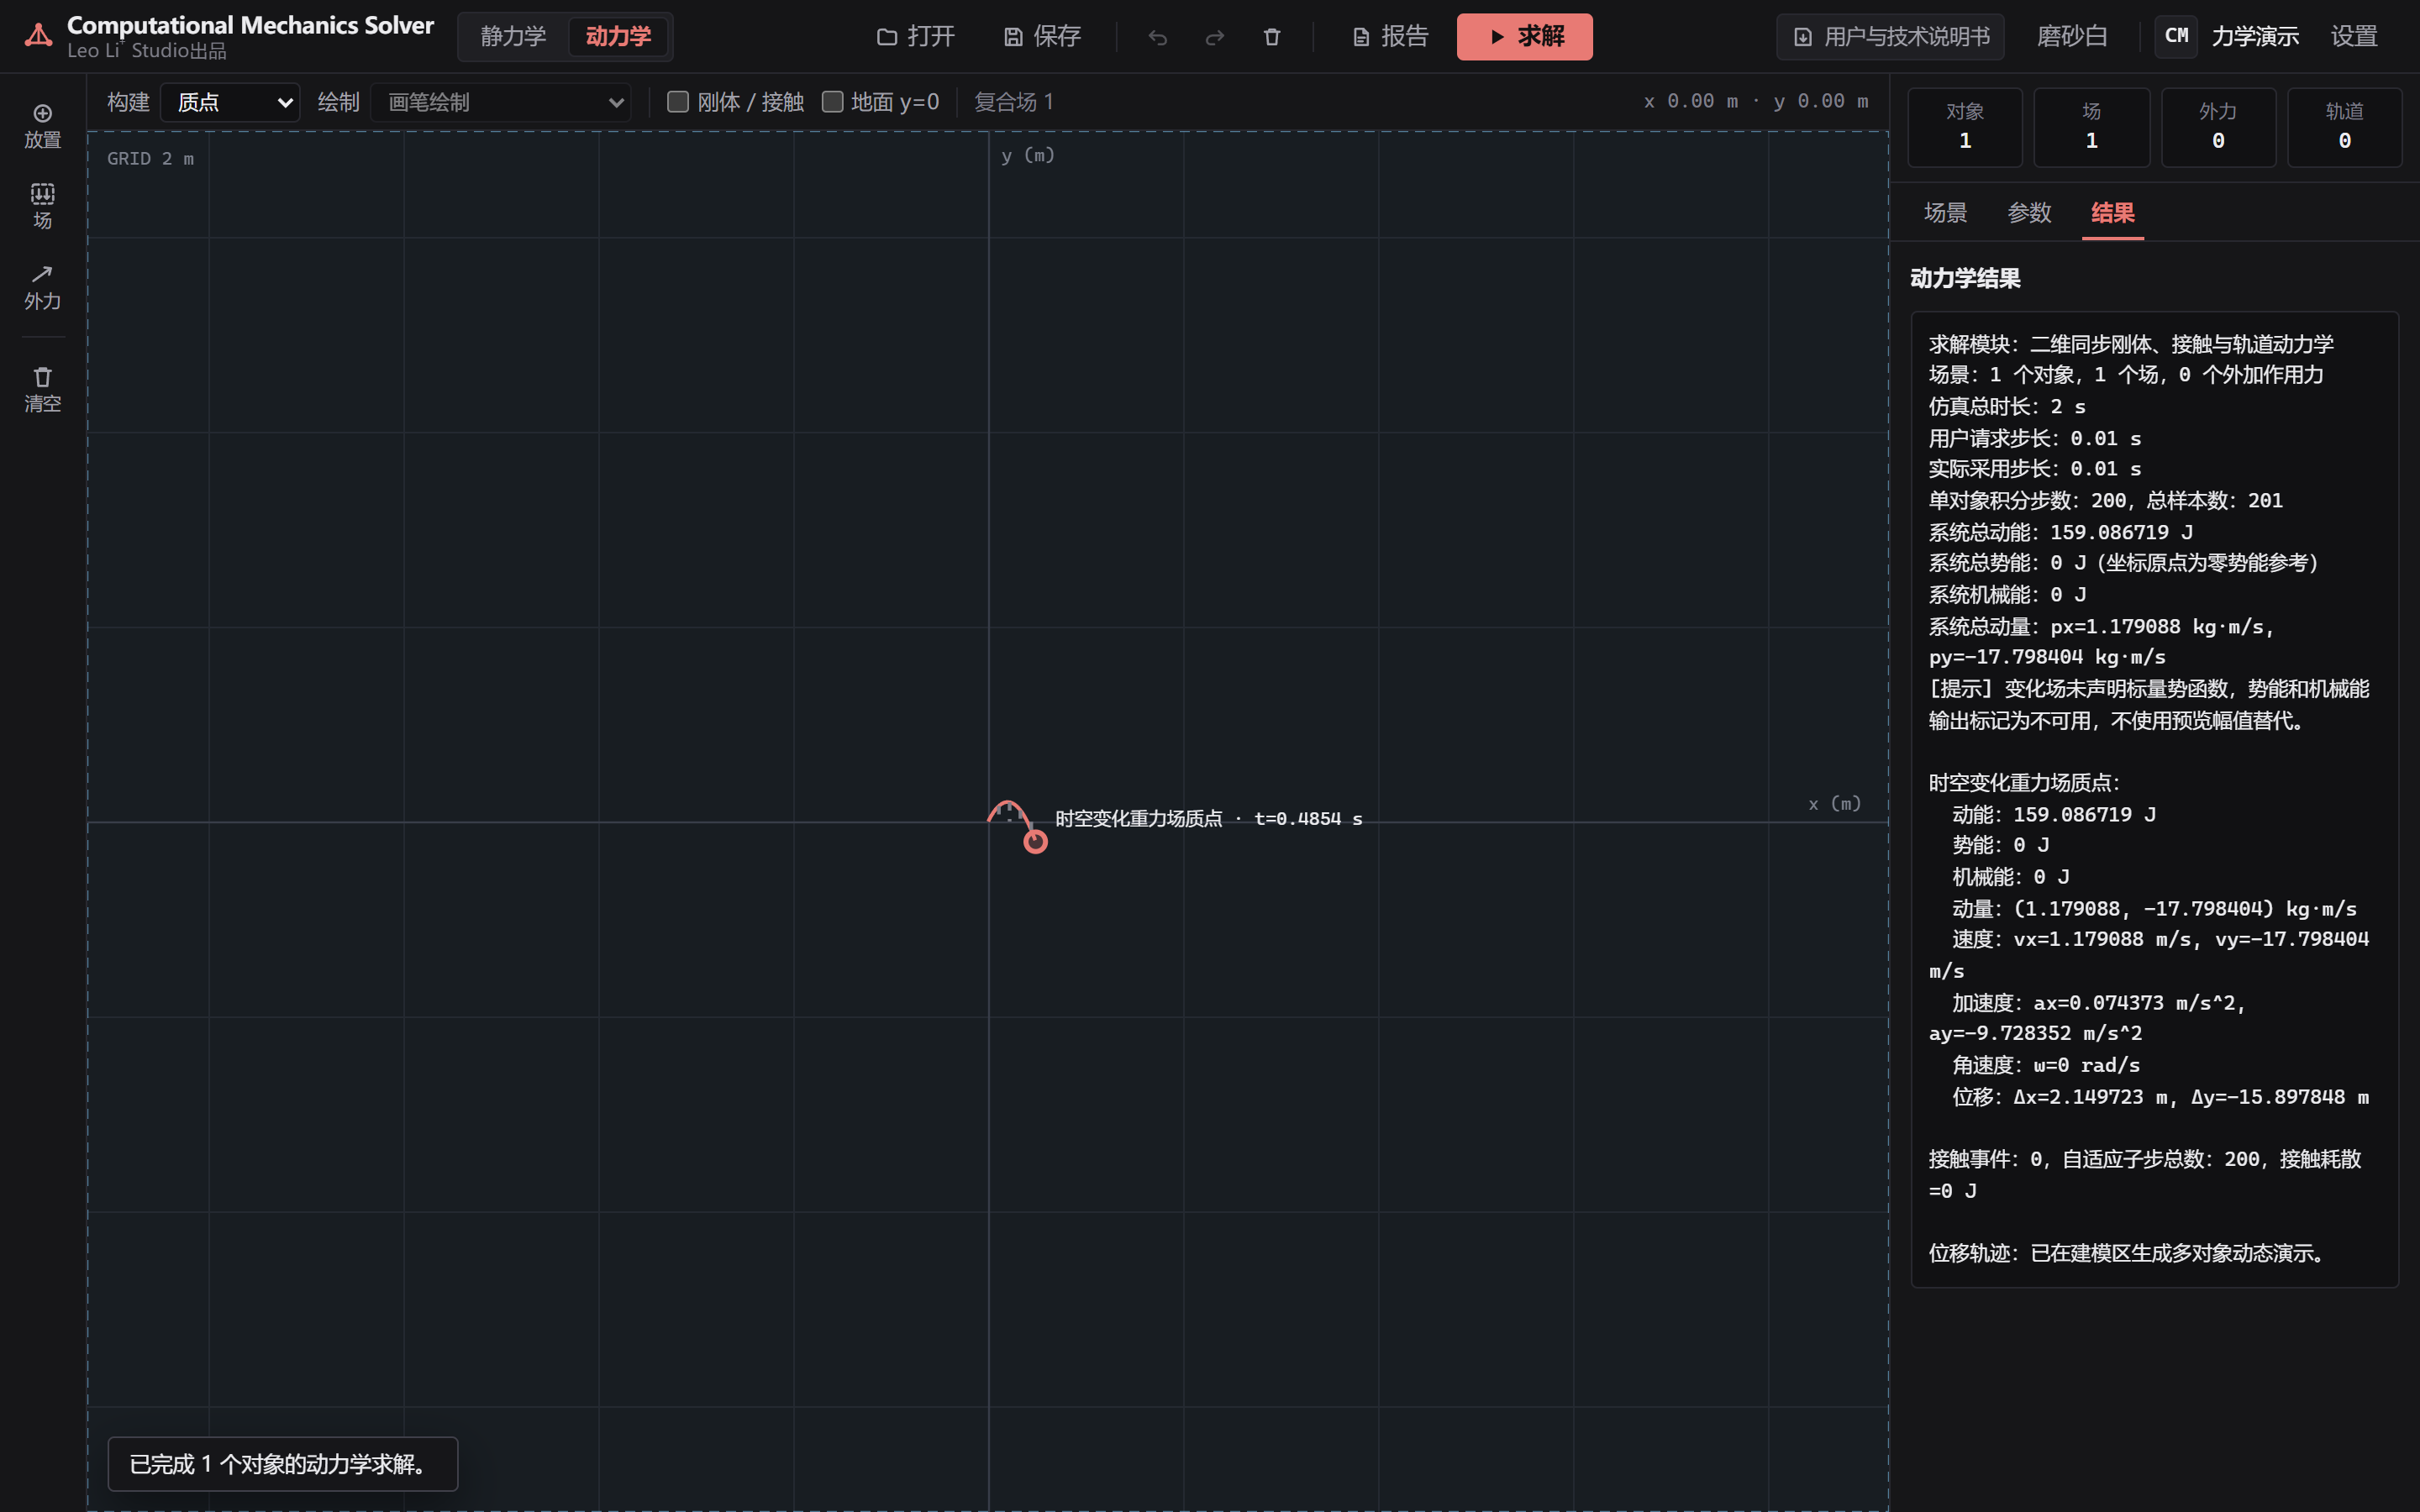 Computational Mechanics Solver
Leo Li⁺ Studio出品
静力学
动力学
打开
保存
报告
求解
用户与技术说明书
磨砂白
CM
力学演示
设置
构建
质点
绘制
画笔绘制
刚体 / 接触
地面 y=0
复合场 1
x 0.00 m · y 0.00 m
放置
场
外力
清空
GRID 2 m
y (m)
x (m)
时空变化重力场质点 · t=0.4854 s
已完成 1 个对象的动力学求解。
对象
1
场
1
外力
0
轨道
0
场景
参数
结果
动力学结果
求解模块：二维同步刚体、接触与轨道动力学
场景：1 个对象，1 个场，0 个外加作用力
仿真总时长：2 s
用户请求步长：0.01 s
实际采用步长：0.01 s
单对象积分步数：200，总样本数：201
系统总动能：159.086719 J
系统总势能：0 J（坐标原点为零势能参考）
系统机械能：0 J
系统总动量：px=1.179088 kg·m/s,
py=−17.798404 kg·m/s
[提示] 变化场未声明标量势函数，势能和机械能
输出标记为不可用，不使用预览幅值替代。
时空变化重力场质点：
动能：159.086719 J
势能：0 J
机械能：0 J
动量：(1.179088, −17.798404) kg·m/s
速度：vx=1.179088 m/s, vy=−17.798404
m/s
加速度：ax=0.074373 m/s^2,
ay=−9.728352 m/s^2
角速度：w=0 rad/s
位移：Δx=2.149723 m, Δy=−15.897848 m
接触事件：0，自适应子步总数：200，接触耗散
=0 J
位移轨迹：已在建模区生成多对象动态演示。